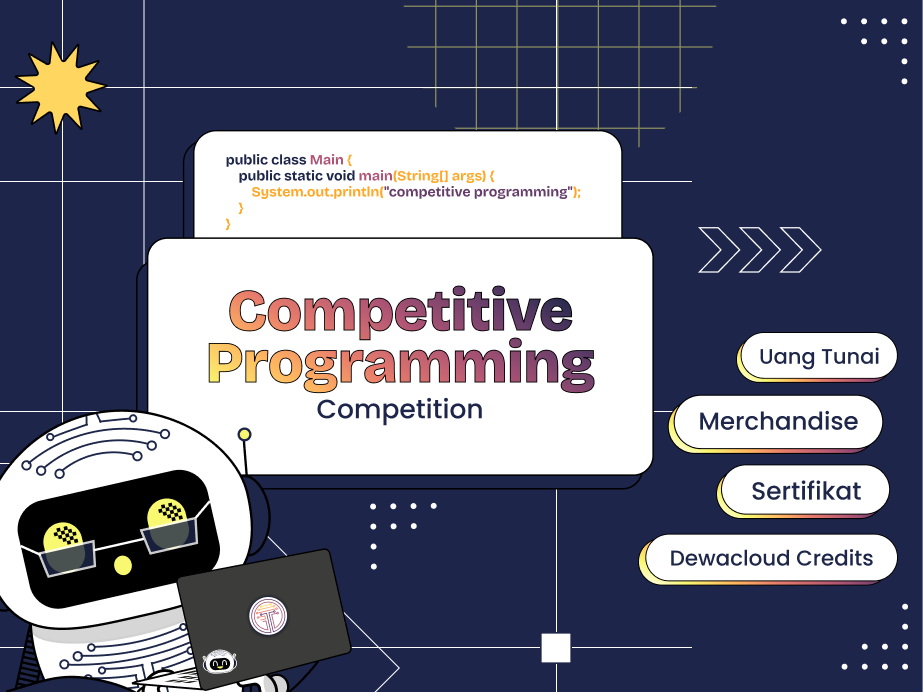 public class Main {
public static void main(String[] args) {
System.out.println("competitive programming");
}
}
Competitive
Programming
Competition
Uang Tunai
Merchandise
Sertifikat
Dewacloud Credits